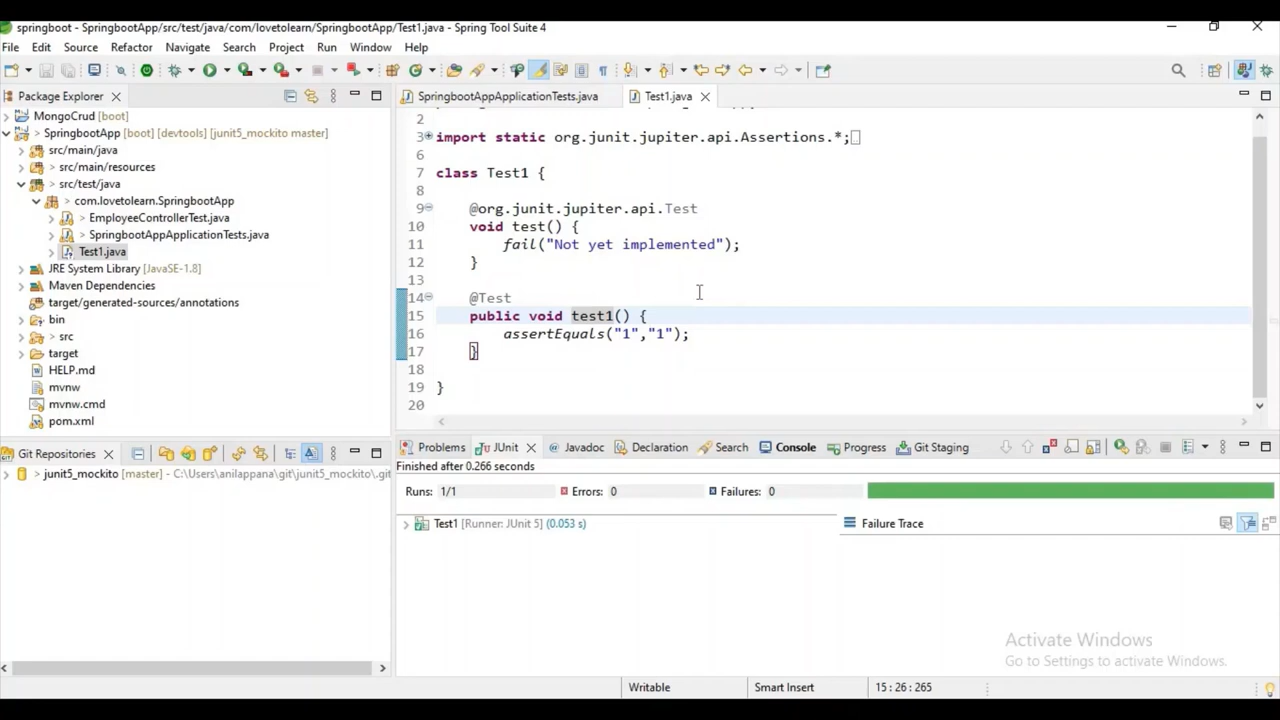 springboot - SpringbootApp/src/test/java/com/lovetolearn/SpringbootApp/Test1.java - Spring Tool Suite 4
File Edit Source Refactor Navigate Search Project Run Window Help
Package Explorer
MongoCrud [boot]
SpringbootApp [boot] [devtools] [junit5_mockito master]
src/main/java
> src/main/resources
> src/test/java
> com.lovetolearn.SpringbootApp
> EmployeeControllerTest.java
> SpringbootAppApplicationTests.java
Test1.java
JRE System Library [JavaSE-1.8]
Maven Dependencies
target/generated-sources/annotations
> bin
> src
> target
HELP.md
mvnw
mvnw.cmd
pom.xml
SpringbootAppApplicationTests.java Test1.java
2
3 import static org.junit.jupiter.api.Assertions.*;
6
7 class Test1 {
8
9 @org.junit.jupiter.api.Test
10 void test() {
11 fail("Not yet implemented");
12 }
13
14 @Test
15 public void test1() {
16 assertEquals("1","1");
17 }
18
19 }
20
Git Repositories
> junit5_mockito [master] - C:\Users\anilappana\git\junit5_mockito\.git
Problems JUnit Javadoc Declaration Search Console Progress Git Staging
Finished after 0.266 seconds
Runs: 1/1 Errors: 0 Failures: 0
Test1 [Runner: JUnit 5] (0.053 s)
Failure Trace
Activate Windows
Go to Settings to activate Windows.
Writable Smart Insert 15 : 26 : 265